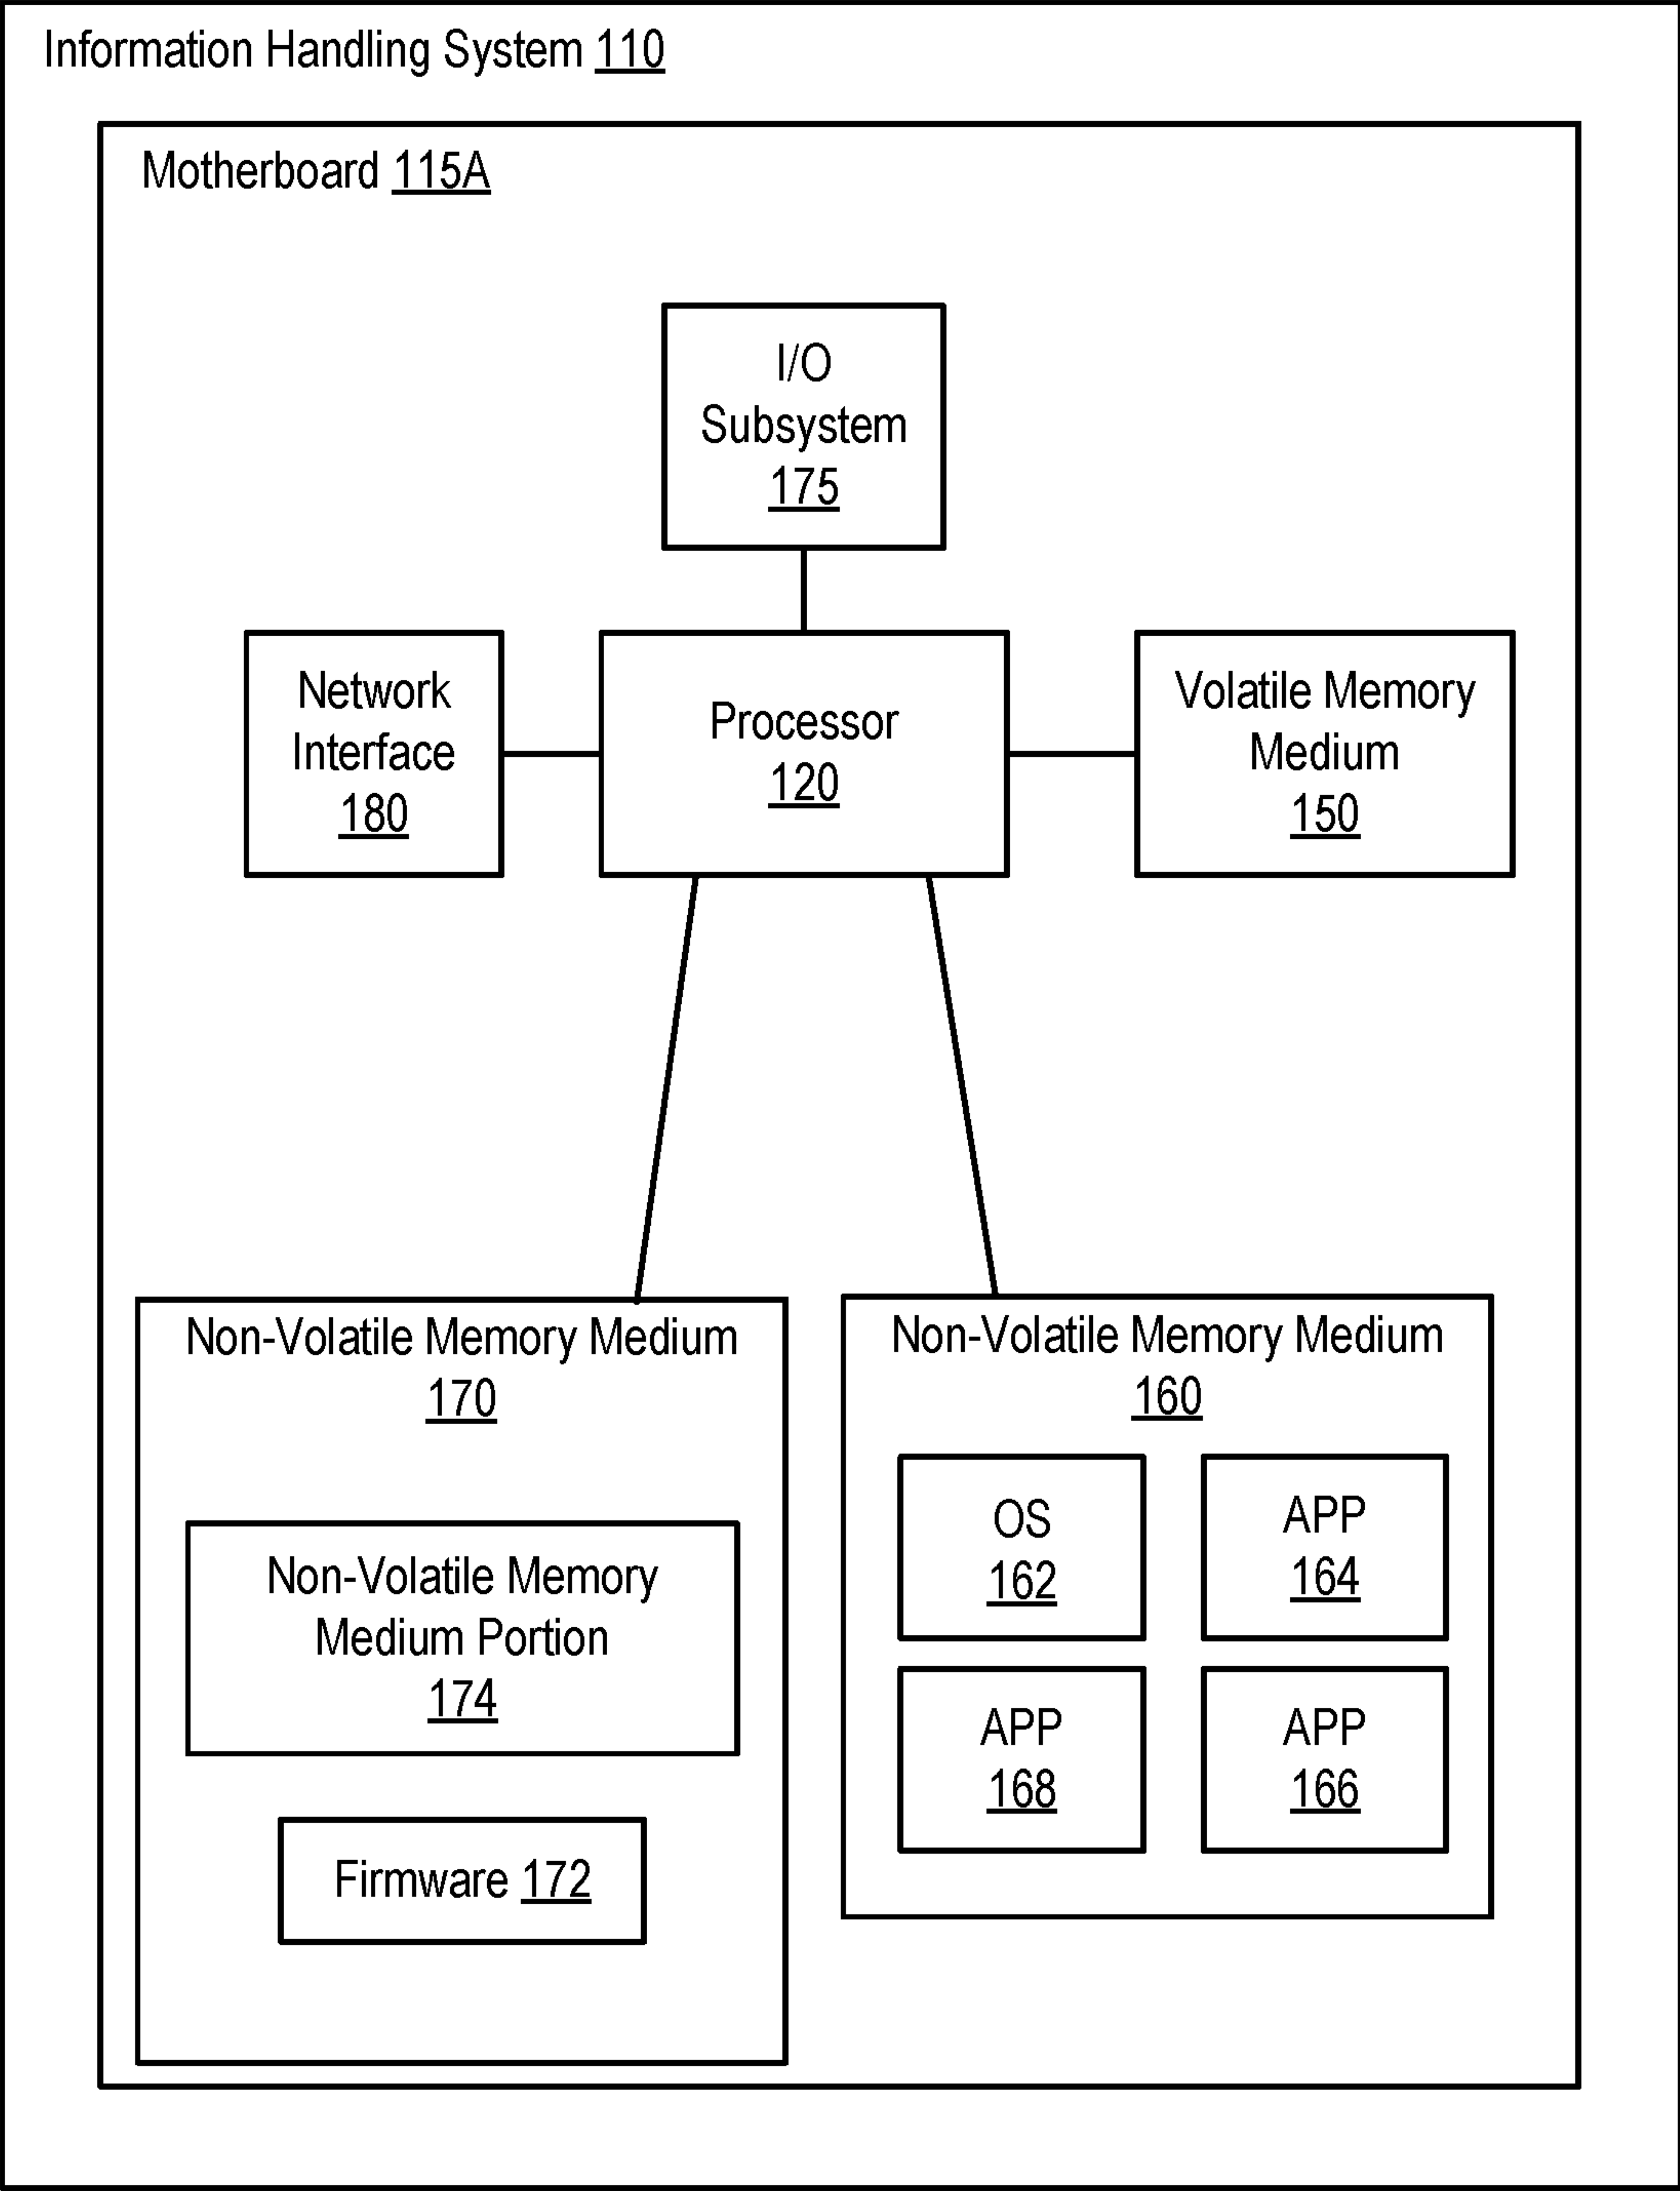 Information Handling System 110
Motherboard 115A
I/O
Subsystem
175
Network
Interface
180
Processor
120
Volatile Memory
Medium
150
Non-Volatile Memory Medium
170
Non-Volatile Memory
Medium Portion
174
Firmware 172
Non-Volatile Memory Medium
160
OS
162
APP
164
APP
168
APP
166